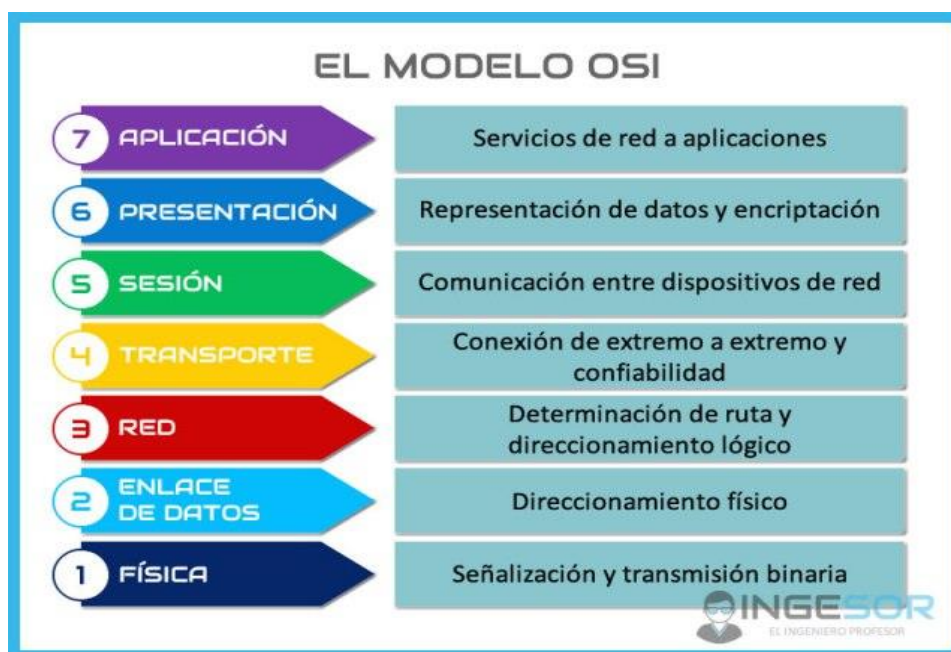 EL MODELO OSI
7 APLICACIÓN
Servicios de red a aplicaciones
6 PRESENTACIÓN
Representación de datos y encriptación
5 SESIÓN
Comunicación entre dispositivos de red
4 TRANSPORTE
Conexión de extremo a extremo y
confiabilidad
3 RED
Determinación de ruta y
direccionamiento lógico
2 ENLACE
DE DATOS
Direccionamiento físico
1 FÍSICA
Señalización y transmisión binaria
INGESOR
EL INGENIERO PROFESOR